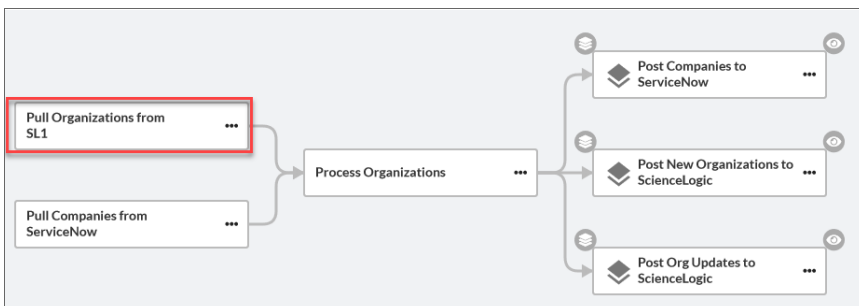 Pull Organizations from
SL1
Pull Companies from
ServiceNow
Process Organizations
Post Companies to
ServiceNow
Post New Organizations to
ScienceLogic
Post Org Updates to
ScienceLogic